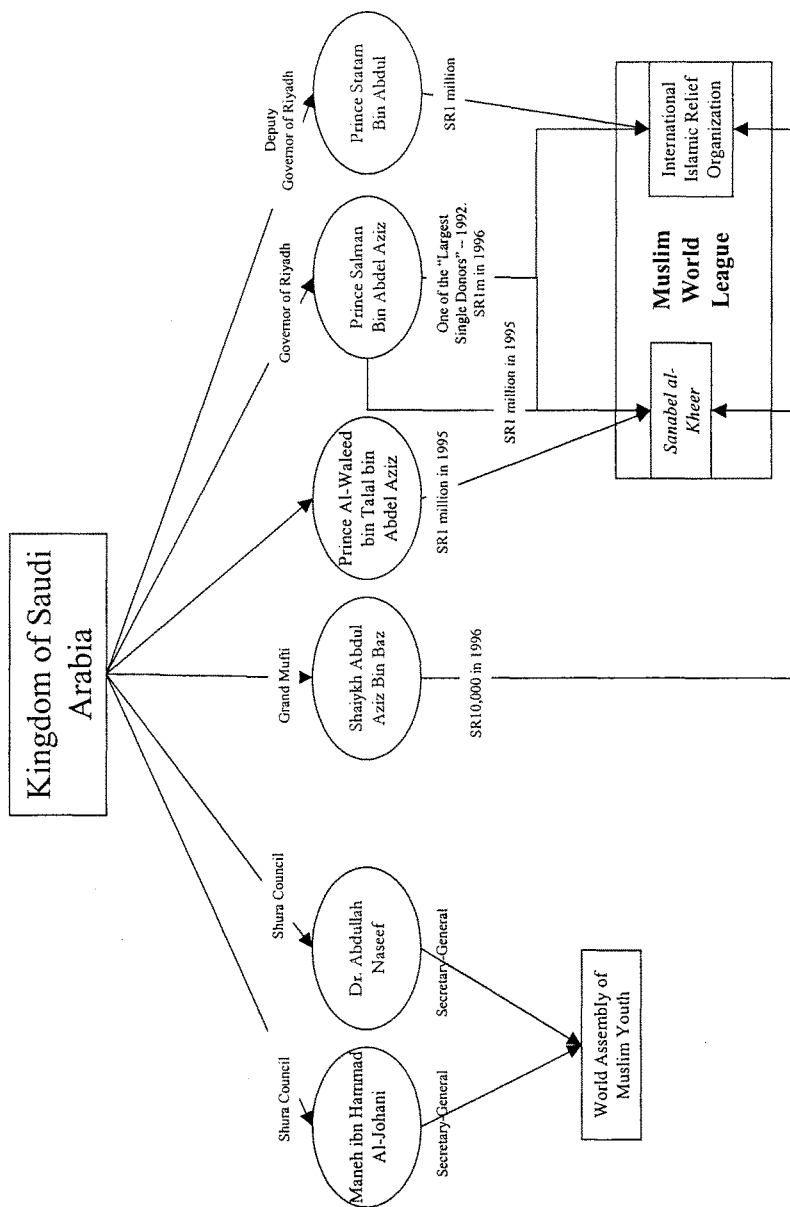 Kingdom of Saudi
Arabia
Shura Council
Shura Council
Grand Mufti
Governor of Riyadh
Deputy
Governor of Riyadh
Maneh ibn Hammad
Al-Johani
Dr. Abdullah
Naseef
Shaiykh Abdul
Aziz Bin Baz
Prince Al-Waleed
bin Talal bin
Abdel Aziz
Prince Salman
Bin Abdel Aziz
Prince Statam
Bin Abdul
Secretary-General
Secretary-General
SR10,000 in 1996
SR1 million in 1995
One of the “Largest
Single Donors” – 1992.
SR1m in 1996
SR1 million
SR1 million in 1995
World Assembly of
Muslim Youth
Sanabel al-
Kheer
Muslim
World
League
International
Islamic Relief
Organization